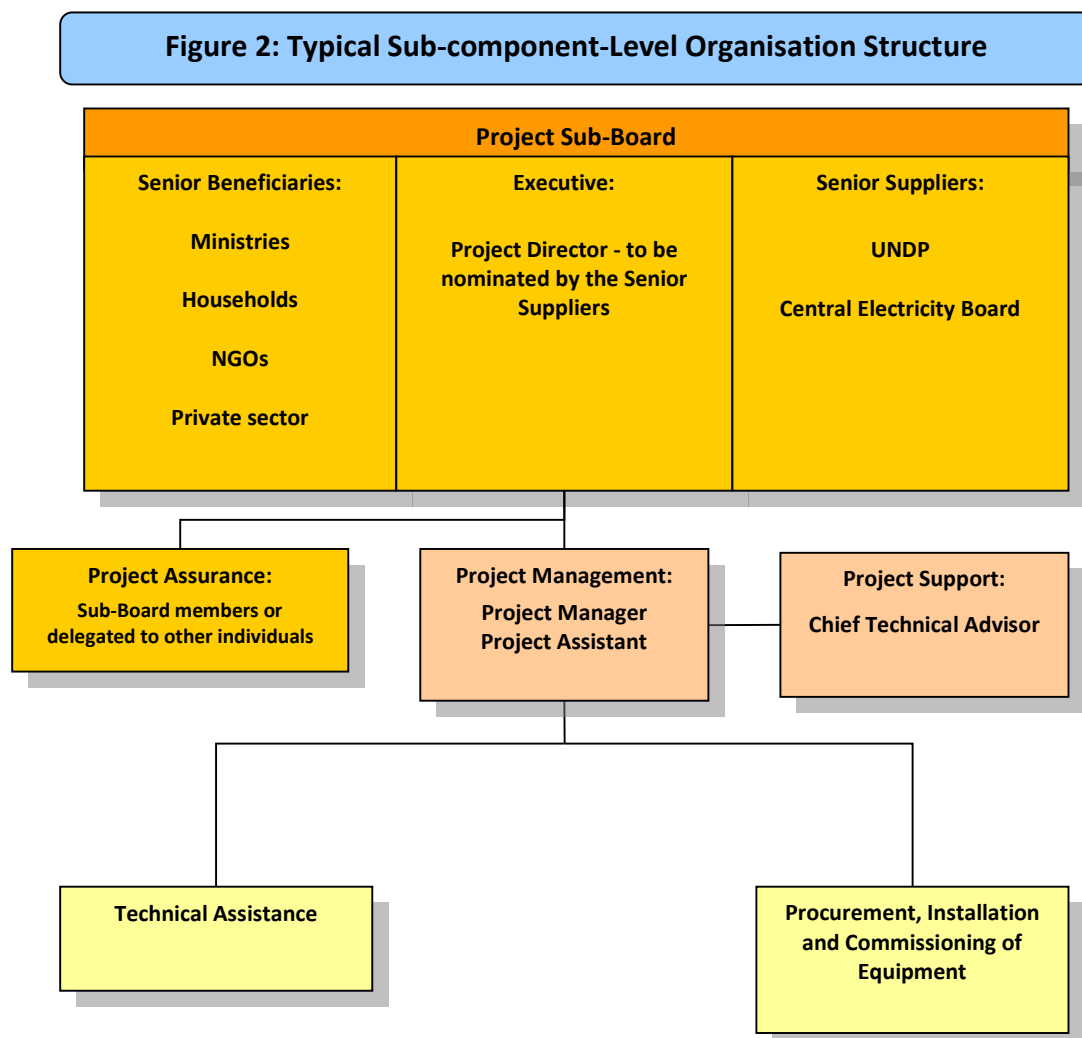 Figure 2: Typical Sub-component-Level Organisation Structure
Project Sub-Board
Senior Beneficiaries:
Ministries
Households
NGOs
Private sector
Executive:
Project Director - to be
nominated by the Senior
Suppliers
Senior Suppliers:
UNDP
Central Electricity Board
Project Assurance:
Sub-Board members or
delegated to other individuals
Project Management:
Project Manager
Project Assistant
Project Support:
Chief Technical Advisor
Technical Assistance
Procurement, Installation
and Commissioning of
Equipment